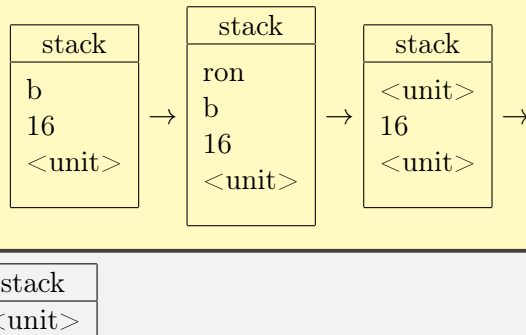 stack
b
16
<unit>
→
stack
ron
b
16
<unit>
→
stack
<unit>
16
<unit>
→
stack
<unit>